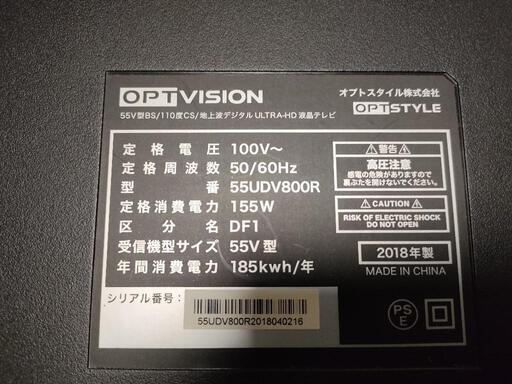 OPTVISION
オプトスタイル株式会社
OPTSTYLE
55V型BS/110度CS/地上波デジタル ULTRA-HD 液晶テレビ
定格電圧 100V～
定格周波数 50/60Hz
型番 55UDV800R
定格消費電力 155W
区分名 DF1
受信機型サイズ 55V型
年間消費電力 185kwh/年
警告
高圧注意
感電の危険がありますので
裏ぶたを開けないでください。
CAUTION
RISK OF ELECTRIC SHOCK
DO NOT OPEN
2018年製
MADE IN CHINA
シリアル番号：
55UDV800R2018040216
PS
E